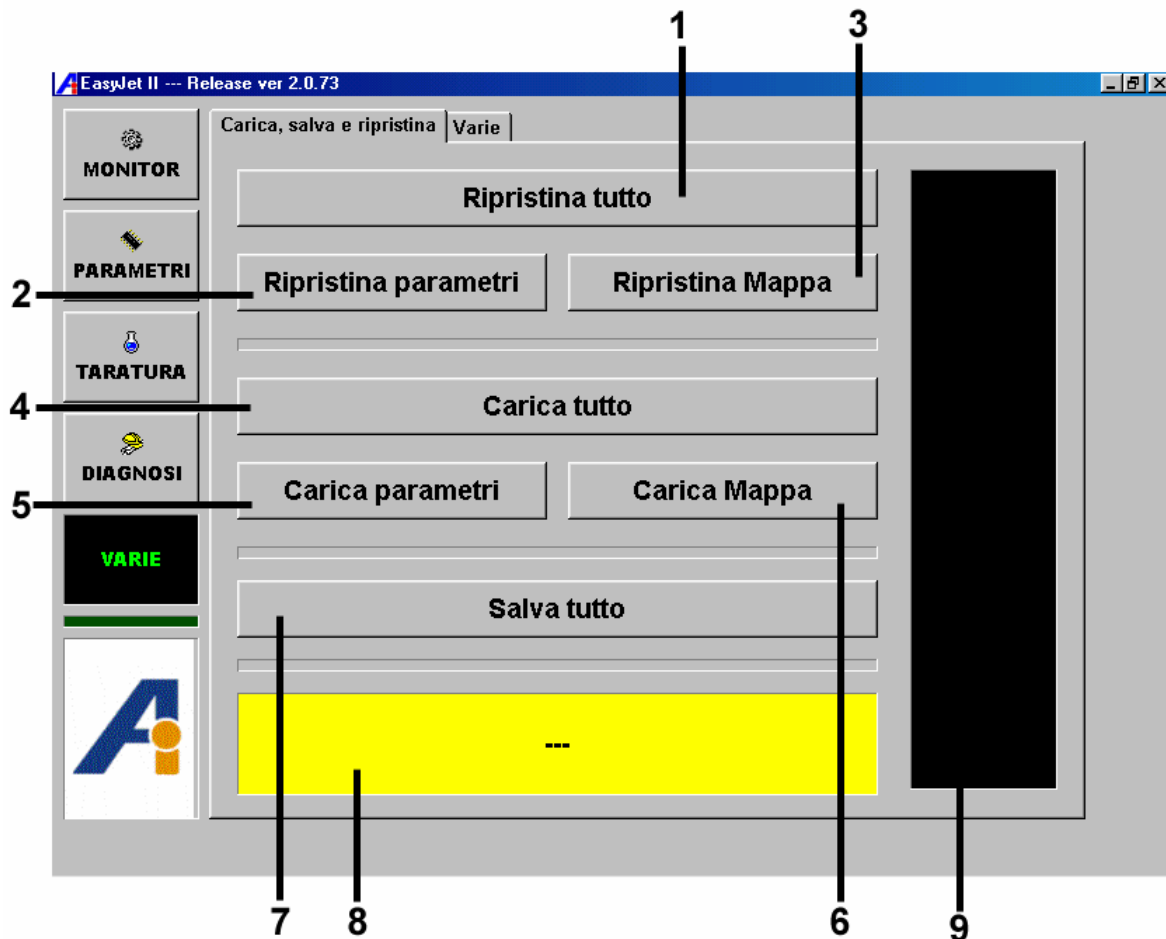 1
3
EasyJet II --- Release ver 2.0.73
Carica, salva e ripristina
Varie
MONITOR
Ripristina tutto
PARAMETRI
2
Ripristina parametri
Ripristina Mappa
TARATURA
4
Carica tutto
DIAGNOSI
5
Carica parametri
Carica Mappa
VARIE
Salva tutto
Ai
---
7
8
6
9